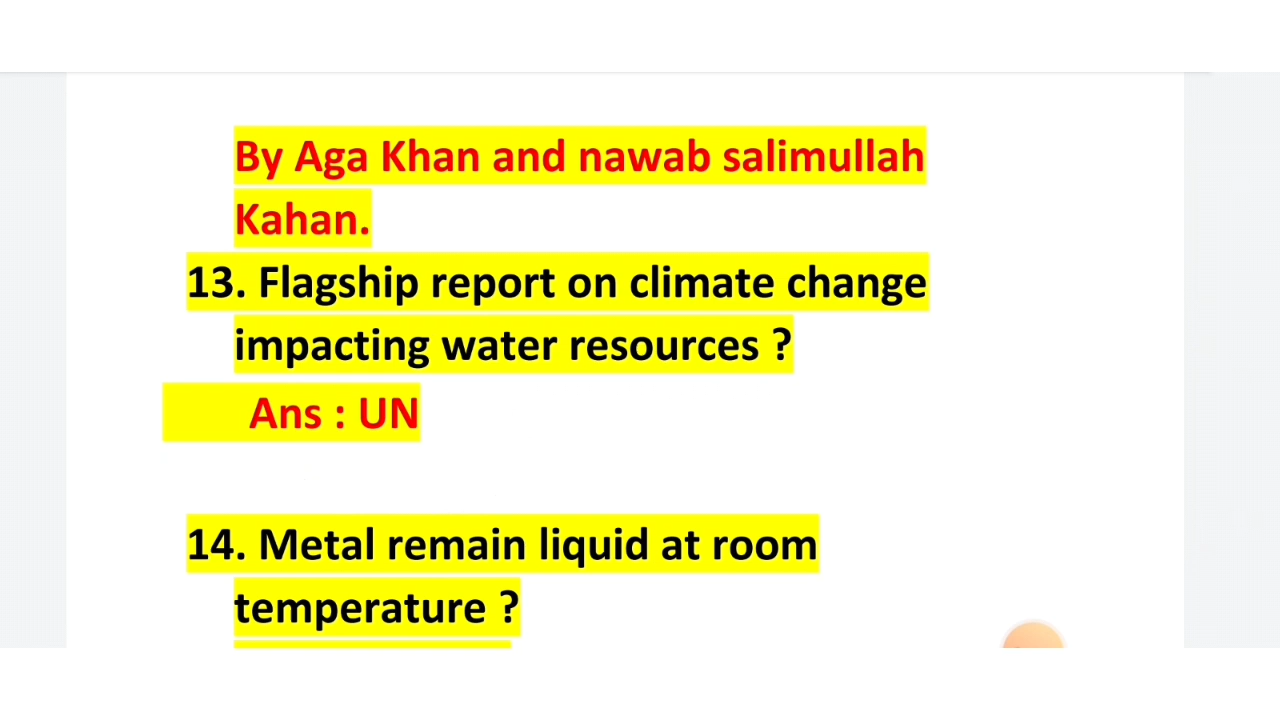 By Aga Khan and nawab salimullah
Kahan.
13. Flagship report on climate change
impacting water resources ?
Ans : UN
14. Metal remain liquid at room
temperature ?